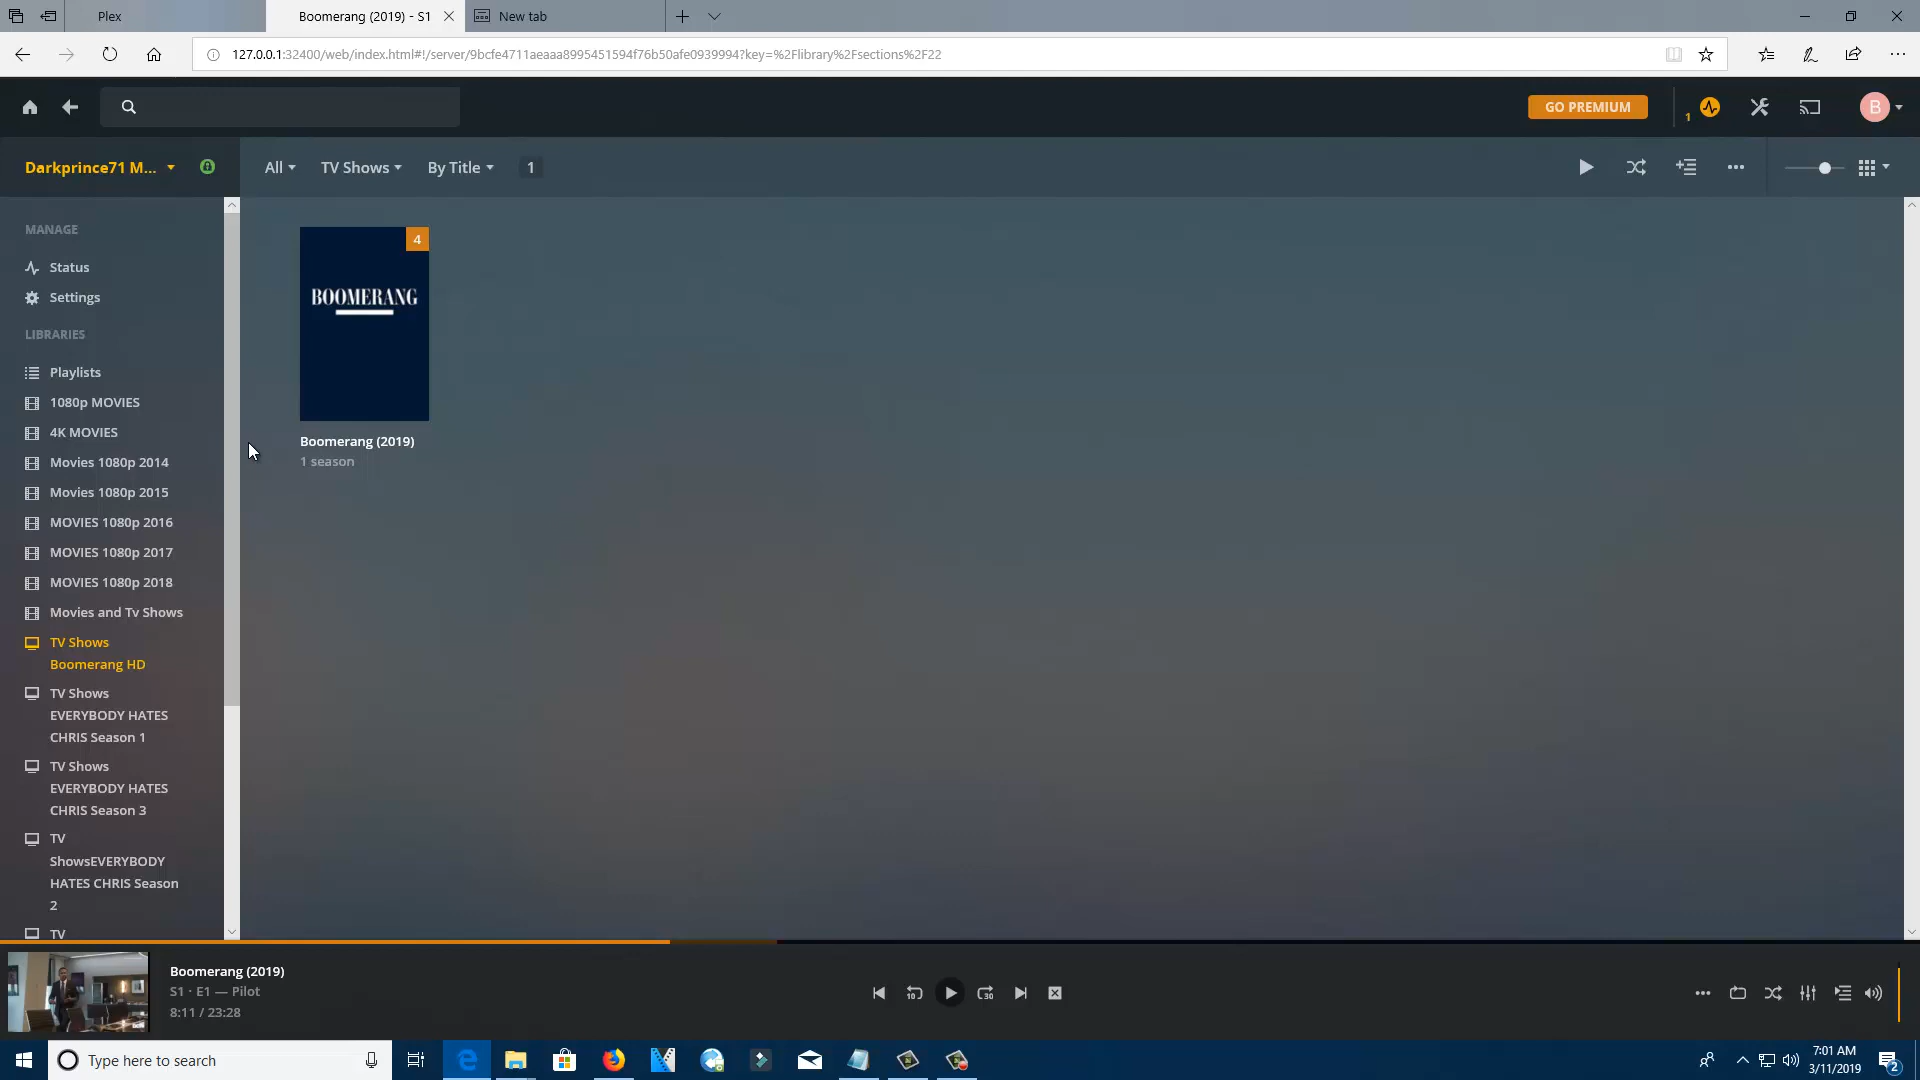 Plex
Boomerang (2019) - S1
New tab
127.0.0.1:32400/web/index.html#!/server/9bcfe4711aeaaa8995451594f76b50afe0939994?key=%2Flibrary%2Fsections%2F22
GO PREMIUM
1
B
Darkprince71 M...
All
TV Shows
By Title
1
MANAGE
Status
Settings
LIBRARIES
Playlists
1080p MOVIES
4K MOVIES
Movies 1080p 2014
Movies 1080p 2015
MOVIES 1080p 2016
MOVIES 1080p 2017
MOVIES 1080p 2018
Movies and Tv Shows
TV Shows
Boomerang HD
TV Shows
EVERYBODY HATES
CHRIS Season 1
TV Shows
EVERYBODY HATES
CHRIS Season 3
TV
ShowsEVERYBODY
HATES CHRIS Season
2
TV
4
BOOMERANG
Boomerang (2019)
1 season
Boomerang (2019)
S1 · E1 — Pilot
8:11 / 23:28
10
30
Type here to search
7:01 AM
3/11/2019
2